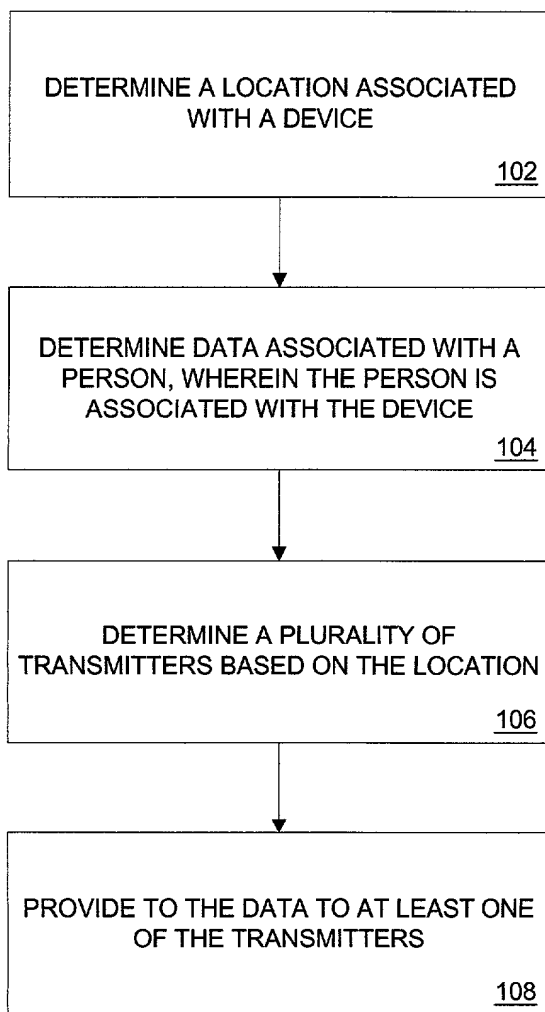 DETERMINE A LOCATION ASSOCIATED
WITH A DEVICE
102
DETERMINE DATA ASSOCIATED WITH A
PERSON, WHEREIN THE PERSON IS
ASSOCIATED WITH THE DEVICE
104
DETERMINE A PLURALITY OF
TRANSMITTERS BASED ON THE LOCATION
106
PROVIDE TO THE DATA TO AT LEAST ONE
OF THE TRANSMITTERS
108